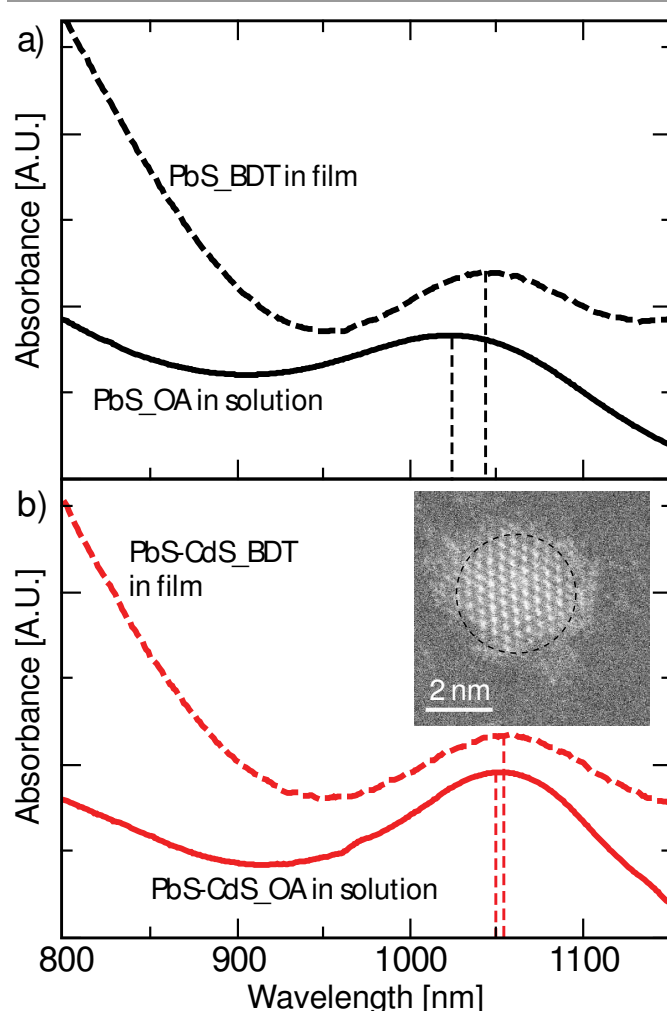 a)
PbS_BDT in film
PbS_OA in solution
Absorbance [A.U.]
b)
PbS-CdS_BDT
in film
2 nm
PbS-CdS_OA in solution
Absorbance [A.U.]
800 900 1000 1100
Wavelength [nm]